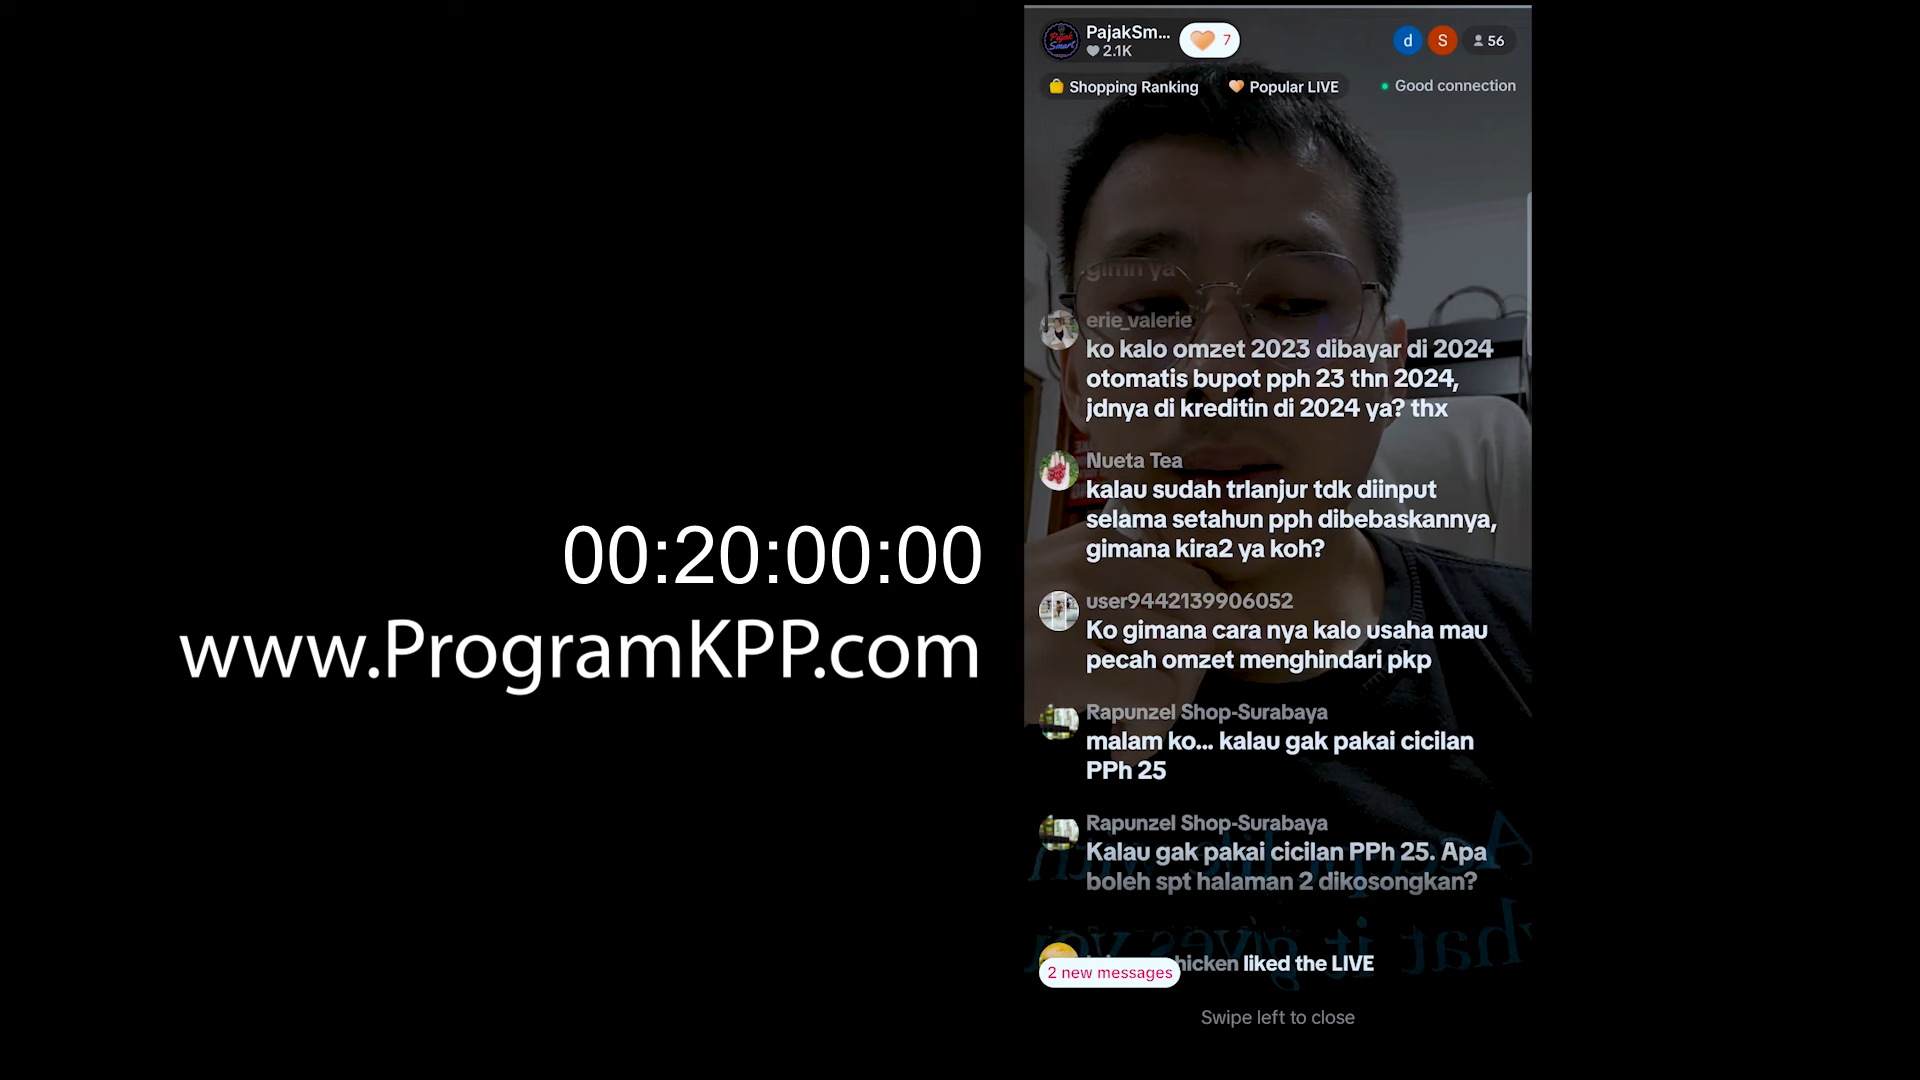 00:20:00:00
www.ProgramKPP.com
PajakSm...
2.1K
7
d
S
56
Shopping Ranking
Popular LIVE
Good connection
gimn ya
erie_valerie
ko kalo omzet 2023 dibayar di 2024
otomatis bupot pph 23 thn 2024,
jdnya di kreditin di 2024 ya? thx
Nueta Tea
kalau sudah trlanjur tdk diinput
selama setahun pph dibebaskannya,
gimana kira2 ya koh?
user9442139906052
Ko gimana cara nya kalo usaha mau
pecah omzet menghindari pkp
Rapunzel Shop-Surabaya
malam ko... kalau gak pakai cicilan
PPh 25
Rapunzel Shop-Surabaya
Kalau gak pakai cicilan PPh 25. Apa
boleh spt halaman 2 dikosongkan?
liked the LIVE
2 new messages
Swipe left to close